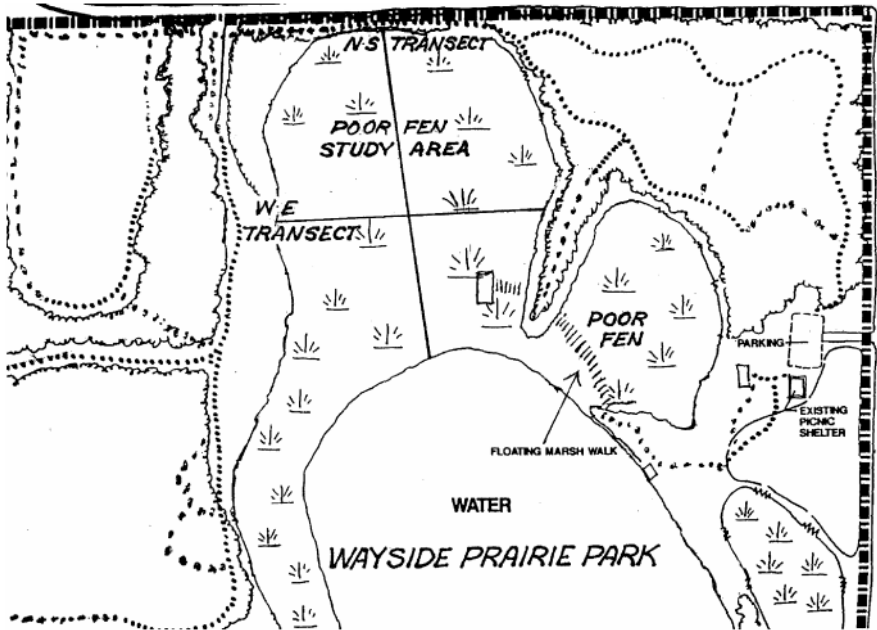 N-S TRANSECT
POOR FEN
STUDY AREA
W-E
TRANSECT
POOR
FEN
PARKING
EXISTING
PICNIC
SHELTER
FLOATING MARSH WALK
WATER
WAYSIDE PRAIRIE PARK